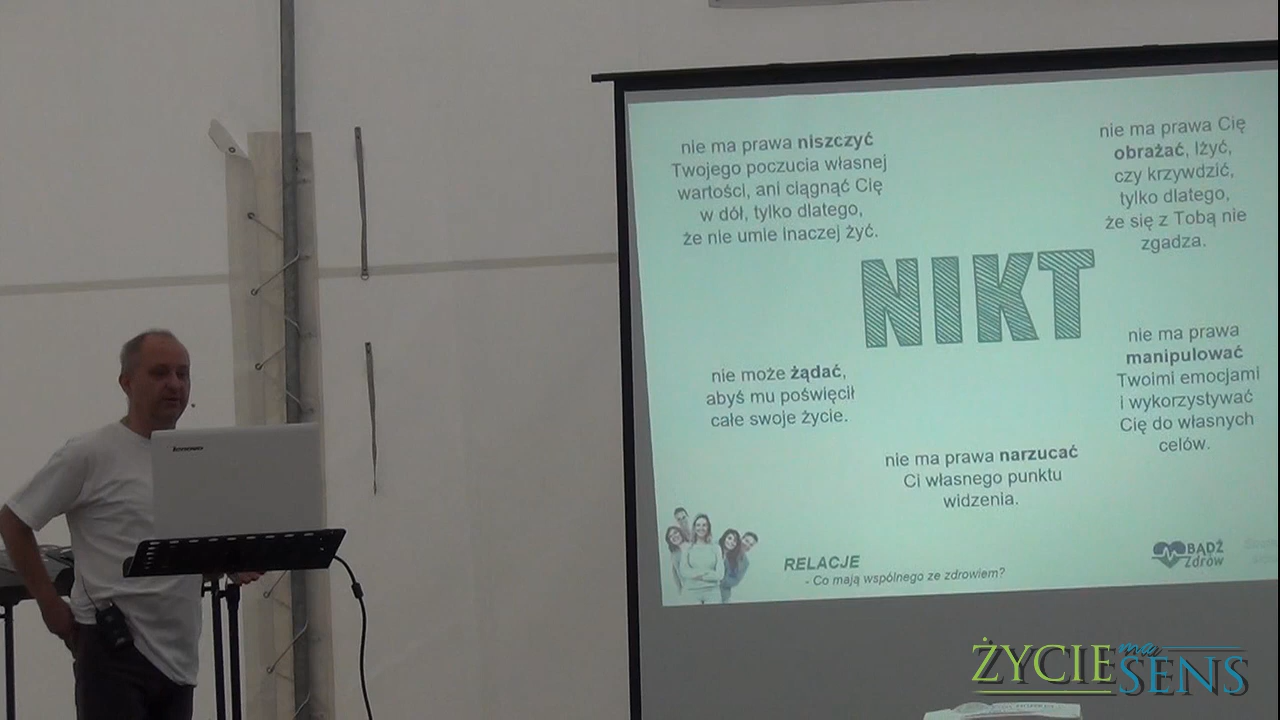 nie ma prawa niszczyć
Twojego poczucia własnej
wartości, ani ciągnąć Cię
w dół, tylko dlatego,
że nie umie inaczej żyć.
nie ma prawa Cię
obrażać, lżyć,
czy krzywdzić,
tylko dlatego,
że się z Tobą nie
zgadza.
NIKT
nie może żądać,
abyś mu poświęcił
całe swoje życie.
nie ma prawa
manipulować
Twoimi emocjami
i wykorzystywać
Cię do własnych
celów.
nie ma prawa narzucać
Ci własnego punktu
widzenia.
RELACJE
- Co mają wspólnego ze zdrowiem?
BĄDŹ
Zdrów
lenovo
ŻYCIE ma
SENS